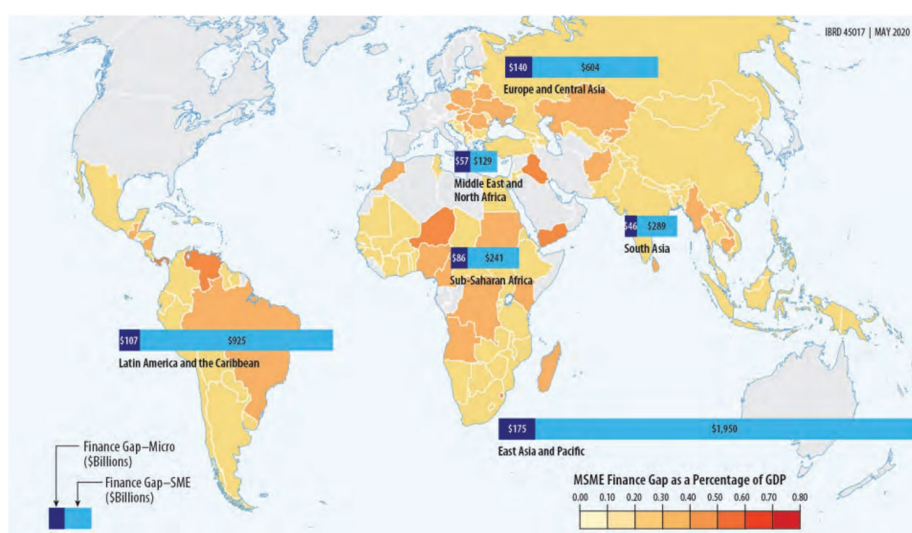 IBRD 45017 | MAY 2020
$140 $604
Europe and Central Asia
$57 $129
Middle East and
North Africa
$46 $289
South Asia
$86 $241
Sub-Saharan Africa
$107 $925
Latin America and the Caribbean
$175 $1,950
East Asia and Pacific
Finance Gap–Micro
($Billions)
Finance Gap–SME
($Billions)
MSME Finance Gap as a Percentage of GDP
0.00 0.10 0.20 0.30 0.40 0.50 0.60 0.70 0.80